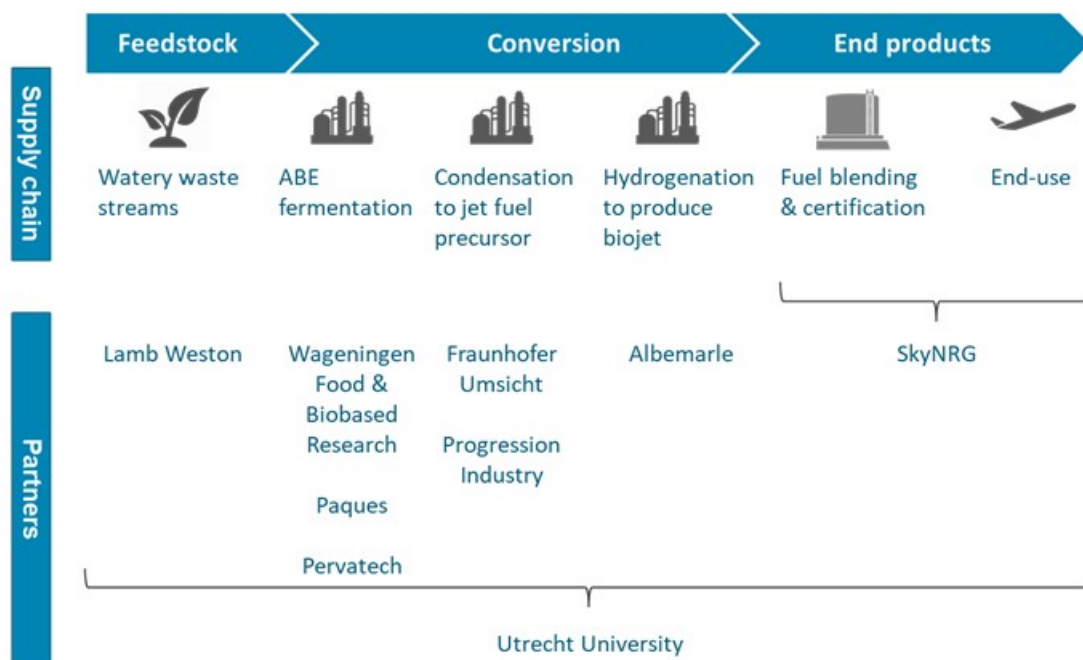 Feedstock
Conversion
End products
Supply chain
Watery waste
streams
ABE
fermentation
Condensation
to jet fuel
precursor
Hydrogenation
to produce
biojet
Fuel blending
& certification
End-use
Partners
Lamb Weston
Wageningen
Food &
Biobased
Research
Paques
Pervatech
Fraunhofer
Umsicht
Progression
Industry
Albemarle
SkyNRG
Utrecht University